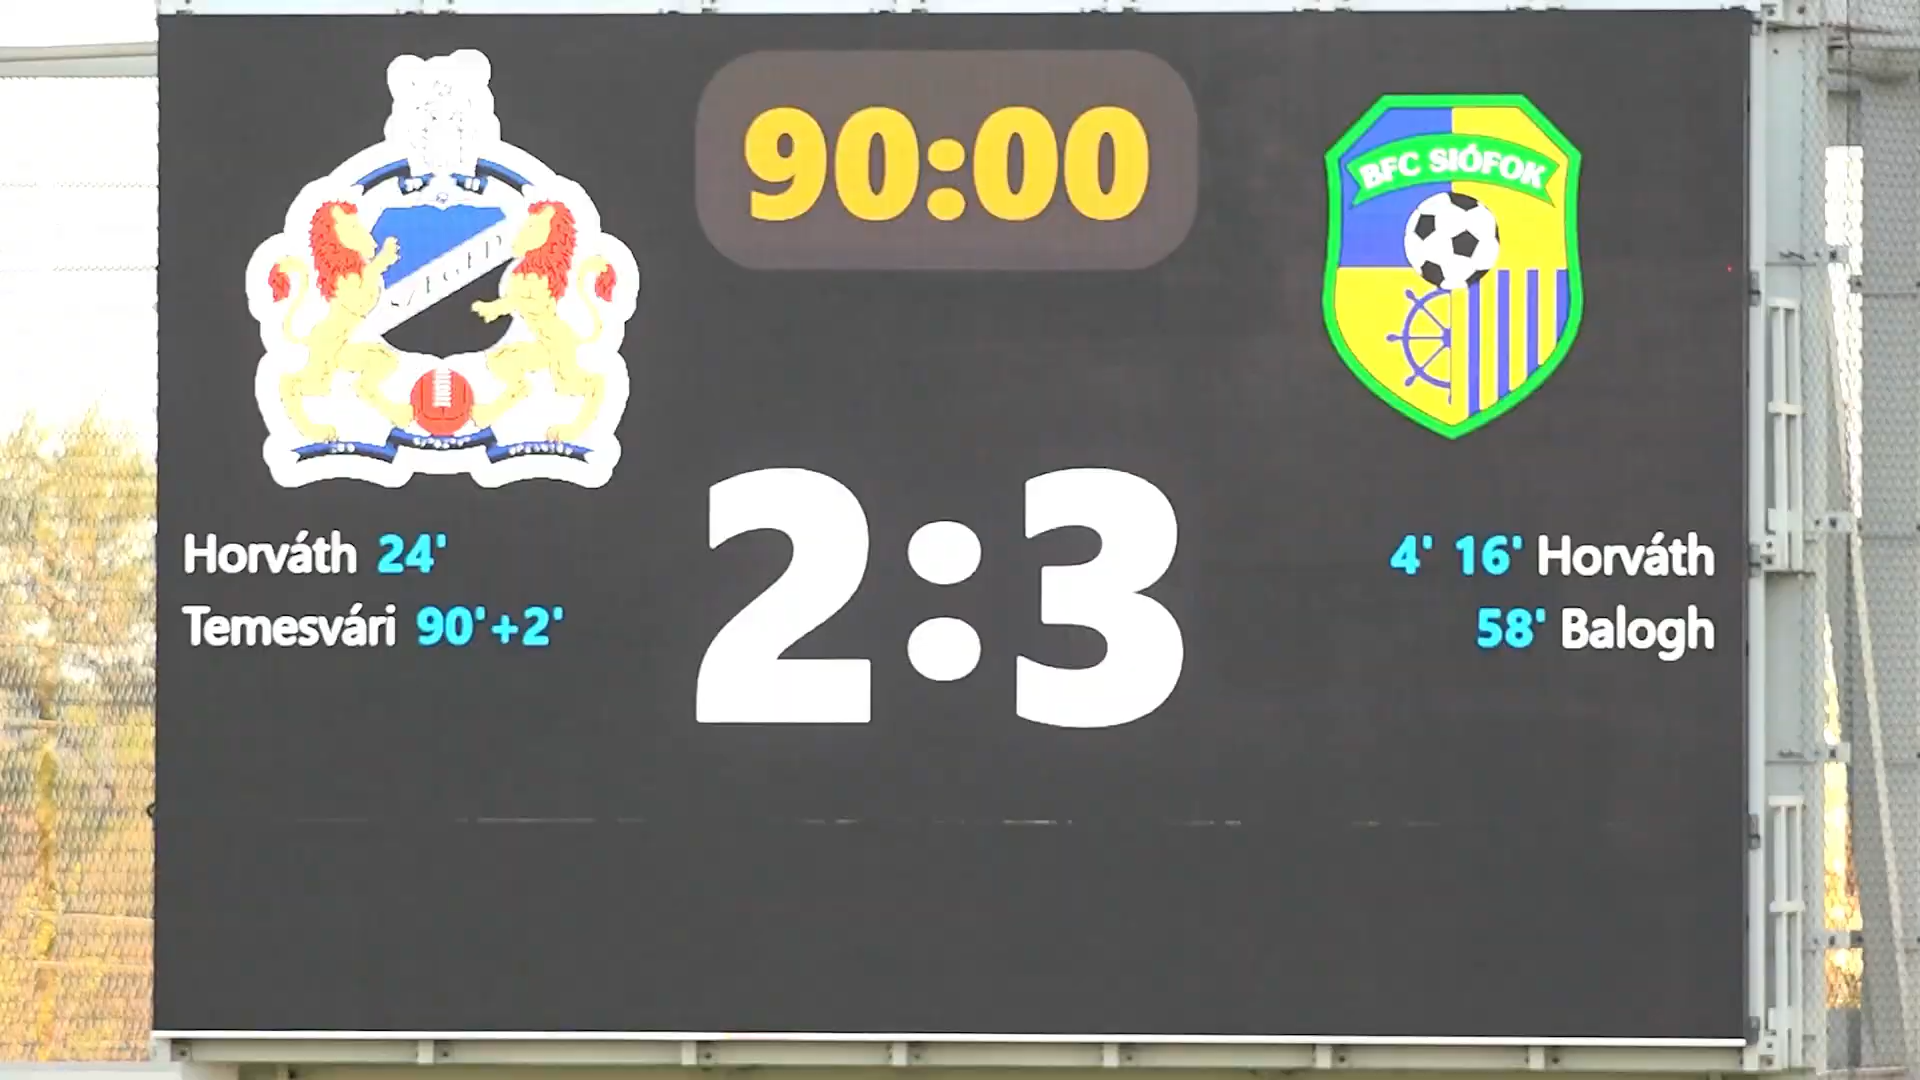 90:00
SZEGED
BFC SIÓFOK
2:3
Horváth 24'
Temesvári 90'+2'
4' 16' Horváth
58' Balogh